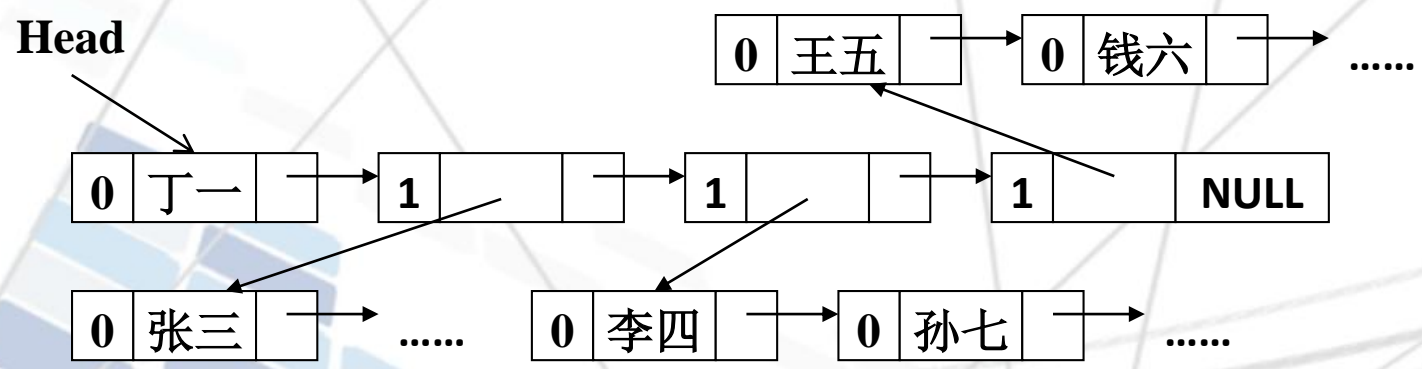 Head
0 王五 0 钱六 ......
0 丁一 1 1 1 NULL
0 张三 ...... 0 李四 0 孙七 ......